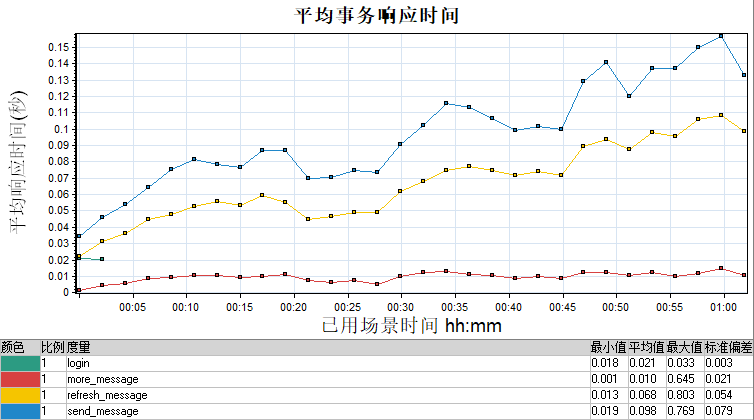 平均事务响应时间
平均响应时间(秒)
0.15
0.14
0.13
0.12
0.11
0.1
0.09
0.08
0.07
0.06
0.05
0.04
0.03
0.02
0.01
0
00:05 00:10 00:15 00:20 00:25 00:30 00:35 00:40 00:45 00:50 00:55 01:00
已用场景时间 hh:mm
颜色 比例 度量 最小值 平均值 最大值 标准偏差
1 login 0.018 0.021 0.033 0.003
1 more_message 0.001 0.010 0.645 0.021
1 refresh_message 0.013 0.068 0.803 0.054
1 send_message 0.019 0.098 0.769 0.079